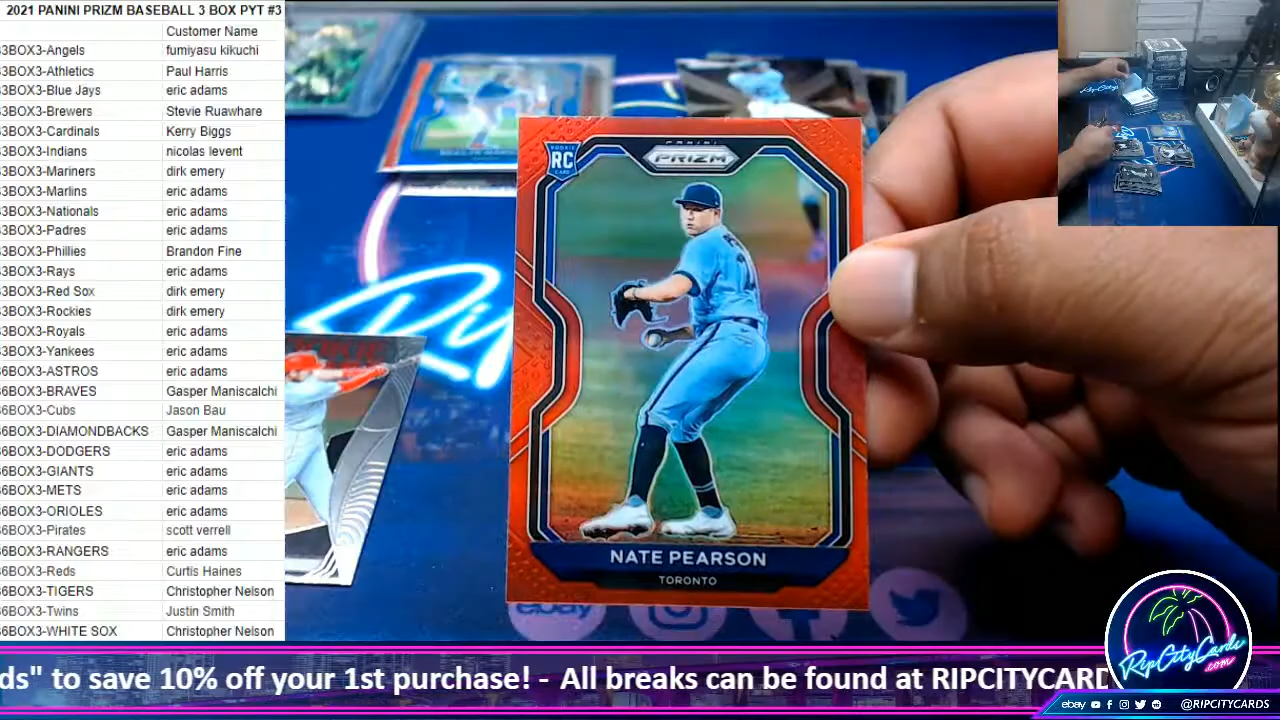 2021 PANINI PRIZM BASEBALL 3 BOX PYT #3
Customer Name
3BOX3-Angels fumiyasu kikuchi
3BOX3-Athletics Paul Harris
3BOX3-Blue Jays eric adams
3BOX3-Brewers Stevie Ruawhare
3BOX3-Cardinals Kerry Biggs
3BOX3-Indians nicolas levent
3BOX3-Mariners dirk emery
3BOX3-Marlins eric adams
3BOX3-Nationals eric adams
3BOX3-Padres eric adams
3BOX3-Phillies Brandon Fine
3BOX3-Rays eric adams
3BOX3-Red Sox dirk emery
3BOX3-Rockies dirk emery
3BOX3-Royals eric adams
3BOX3-Yankees eric adams
6BOX3-ASTROS eric adams
6BOX3-BRAVES Gasper Maniscalchi
6BOX3-Cubs Jason Bau
6BOX3-DIAMONDBACKS Gasper Maniscalchi
6BOX3-DODGERS eric adams
6BOX3-GIANTS eric adams
6BOX3-METS eric adams
6BOX3-ORIOLES eric adams
6BOX3-Pirates scott verrell
6BOX3-RANGERS eric adams
6BOX3-Reds Curtis Haines
6BOX3-TIGERS Christopher Nelson
6BOX3-Twins Justin Smith
6BOX3-WHITE SOX Christopher Nelson
ROOKIE
RC
CARD
PANINI
PRIZM
NATE PEARSON
TORONTO
ebay
ds" to save 10% off your 1st purchase! - All breaks can be found at RIPCITYCARD
RipCityCards
.com
ebay @RIPCITYCARDS